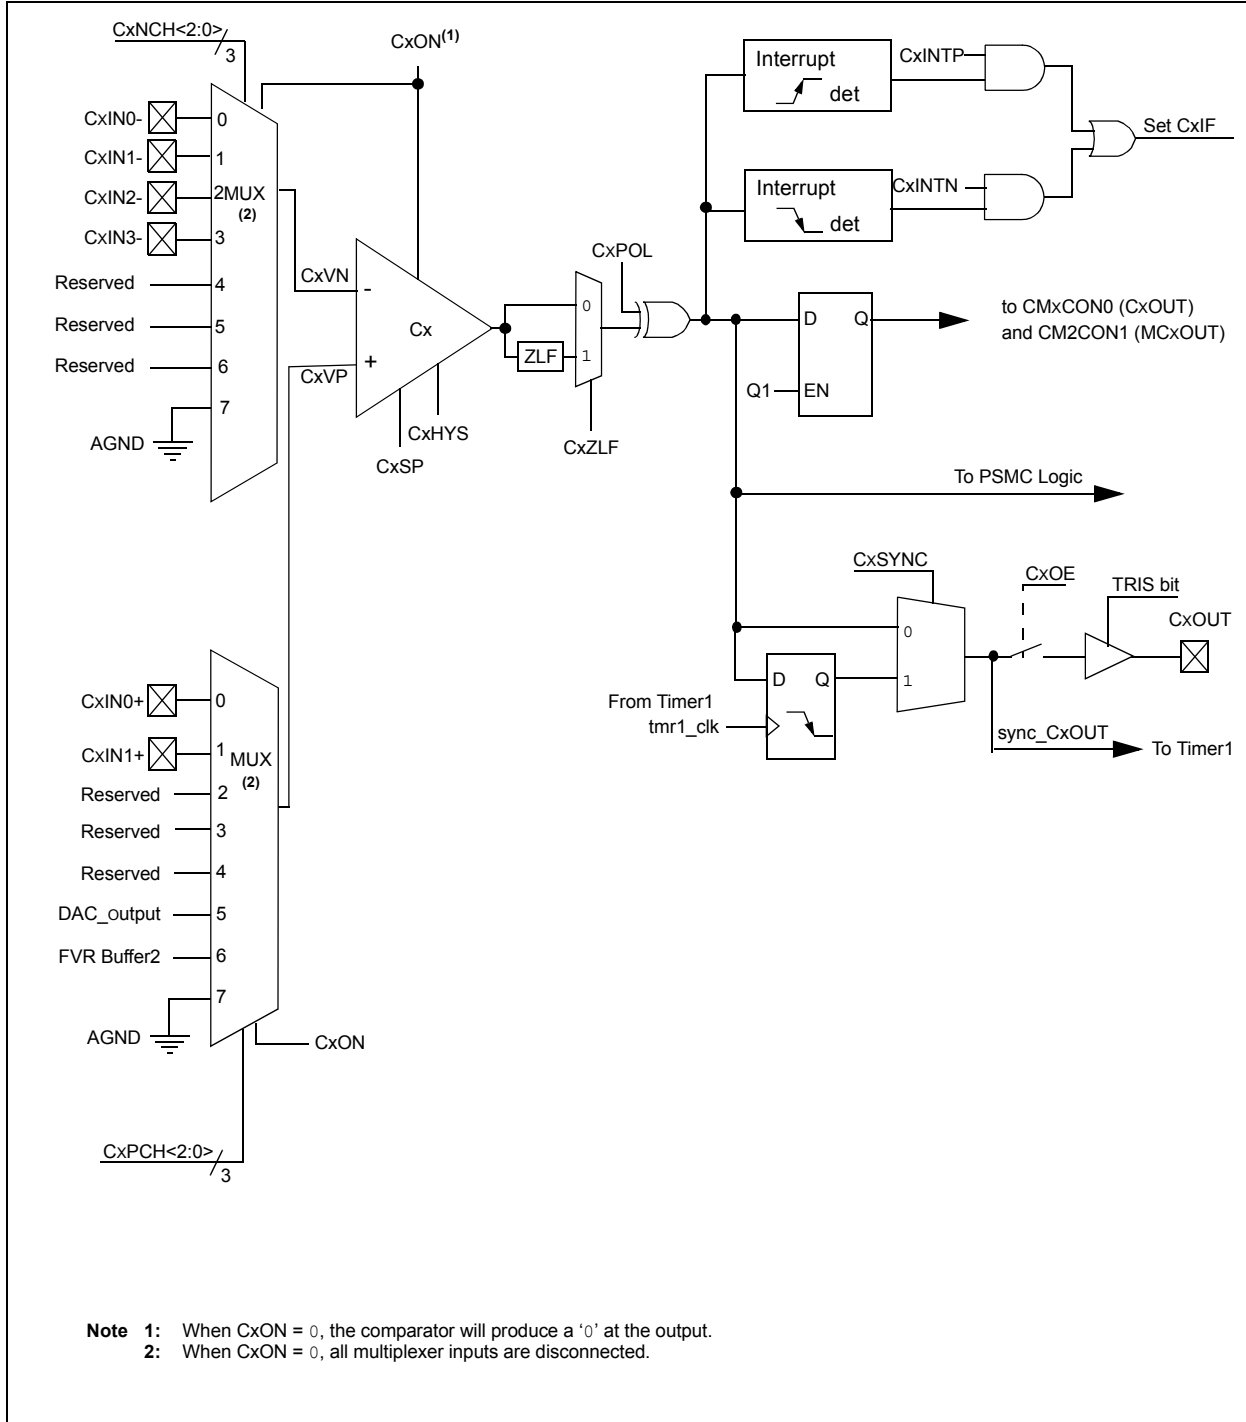 CxNCH<2:0>
3
CxON(1)
Interrupt
det
CxINTP
CxIN0-
0
CxIN1-
1
CxIN2-
2
MUX
(2)
CxIN3-
3
Set CxIF
Interrupt
det
CxINTN
Reserved
4
Reserved
5
Reserved
6
7
AGND
CxVN
-
Cx
+
CxVP
CxHYS
CxSP
0
ZLF
1
CxZLF
CxPOL
D
Q
Q1
EN
to CMxCON0 (CxOUT)
and CM2CON1 (MCxOUT)
To PSMC Logic
CxSYNC
0
1
CxOE
TRIS bit
CxOUT
D
Q
From Timer1
tmr1_clk
sync_CxOUT
To Timer1
CxIN0+
0
CxIN1+
1
MUX
(2)
Reserved
2
Reserved
3
Reserved
4
DAC_output
5
FVR Buffer2
6
7
AGND
CxON
CxPCH<2:0>
3
Note 1: When CxON = 0, the comparator will produce a ‘0’ at the output.
2: When CxON = 0, all multiplexer inputs are disconnected.